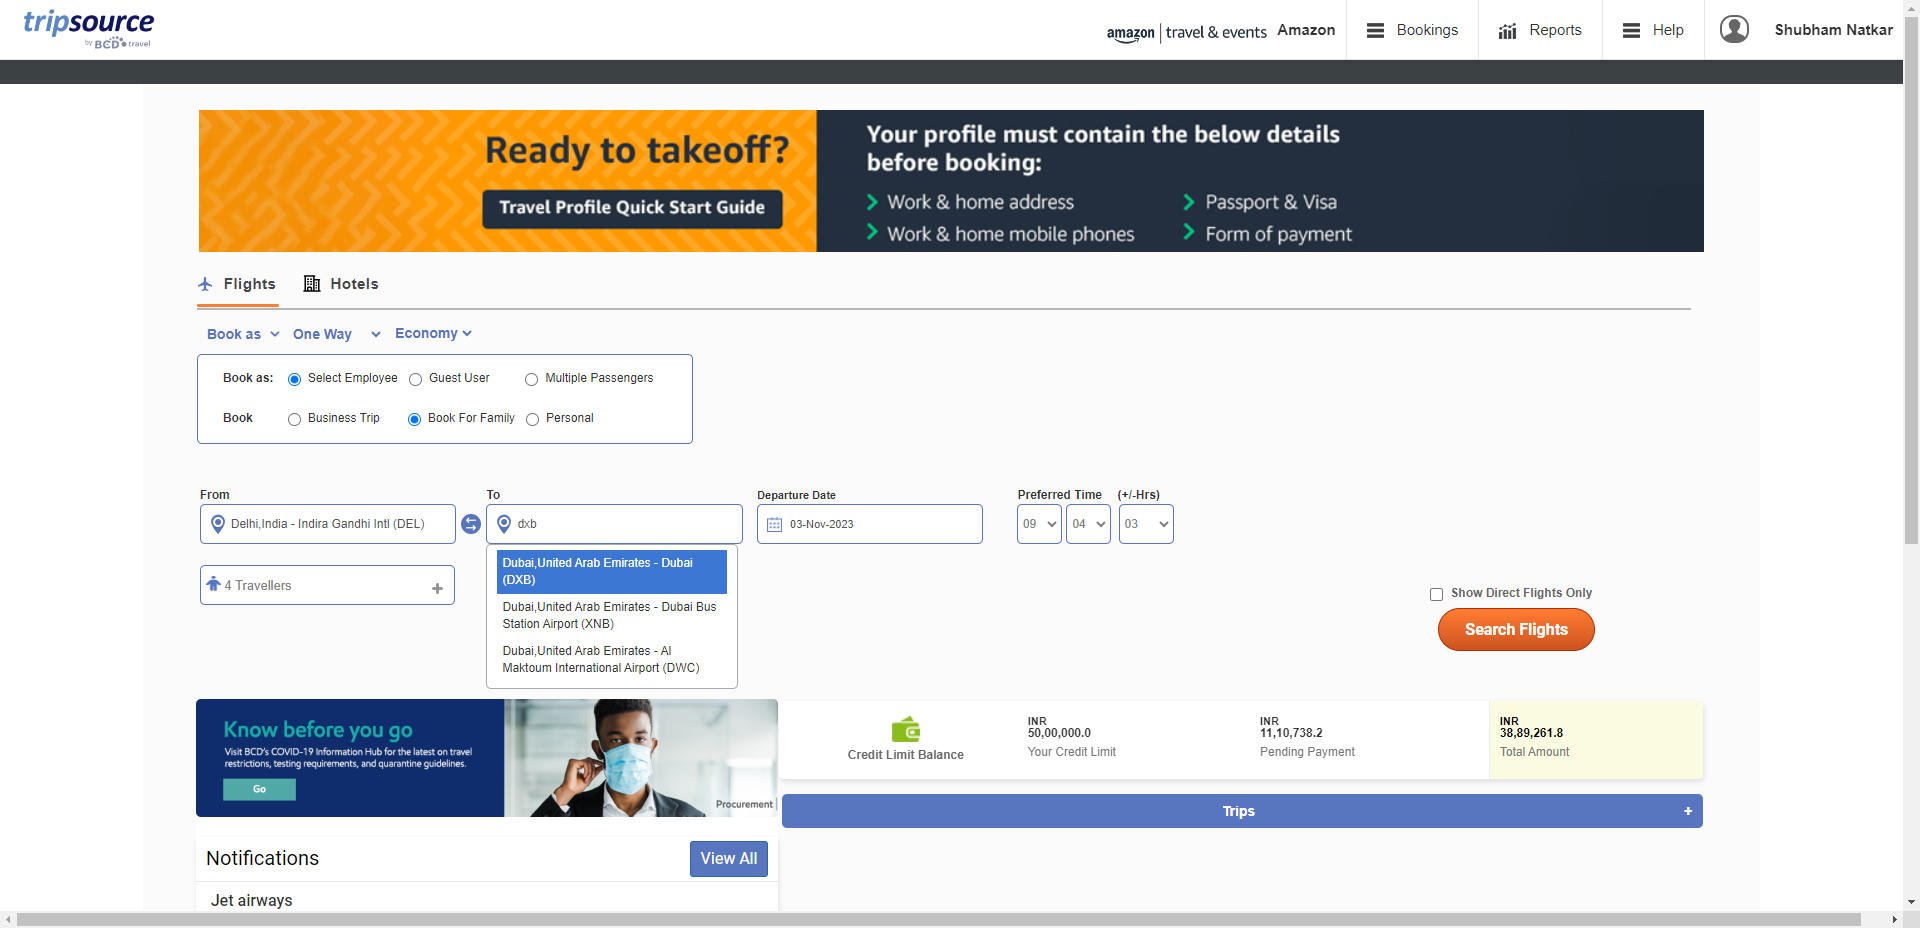 tripsource
by BCD travel
amazon | travel & events Amazon
Bookings
Reports
Help
Shubham Natkar
Ready to takeoff?
Travel Profile Quick Start Guide
Your profile must contain the below details
before booking:
Work & home address
Passport & Visa
Work & home mobile phones
Form of payment
Flights
Hotels
Book as
One Way
Economy
Book as: Select Employee Guest User Multiple Passengers
Book Business Trip Book For Family Personal
From
To
Departure Date
Preferred Time (+/-Hrs)
Delhi,India - Indira Gandhi Intl (DEL)
dxb
03-Nov-2023
09 04 03
Dubai,United Arab Emirates - Dubai
(DXB)
Dubai,United Arab Emirates - Dubai Bus
Station Airport (XNB)
Dubai,United Arab Emirates - Al
Maktoum International Airport (DWC)
4 Travellers +
Show Direct Flights Only
Search Flights
Know before you go
Visit BCD's COVID-19 Information Hub for the latest on travel
restrictions, testing requirements, and quarantine guidelines.
Go
Procurement |
Credit Limit Balance
INR
50,00,000.0
Your Credit Limit
INR
11,10,738.2
Pending Payment
INR
38,89,261.8
Total Amount
Trips +
Notifications
View All
Jet airways